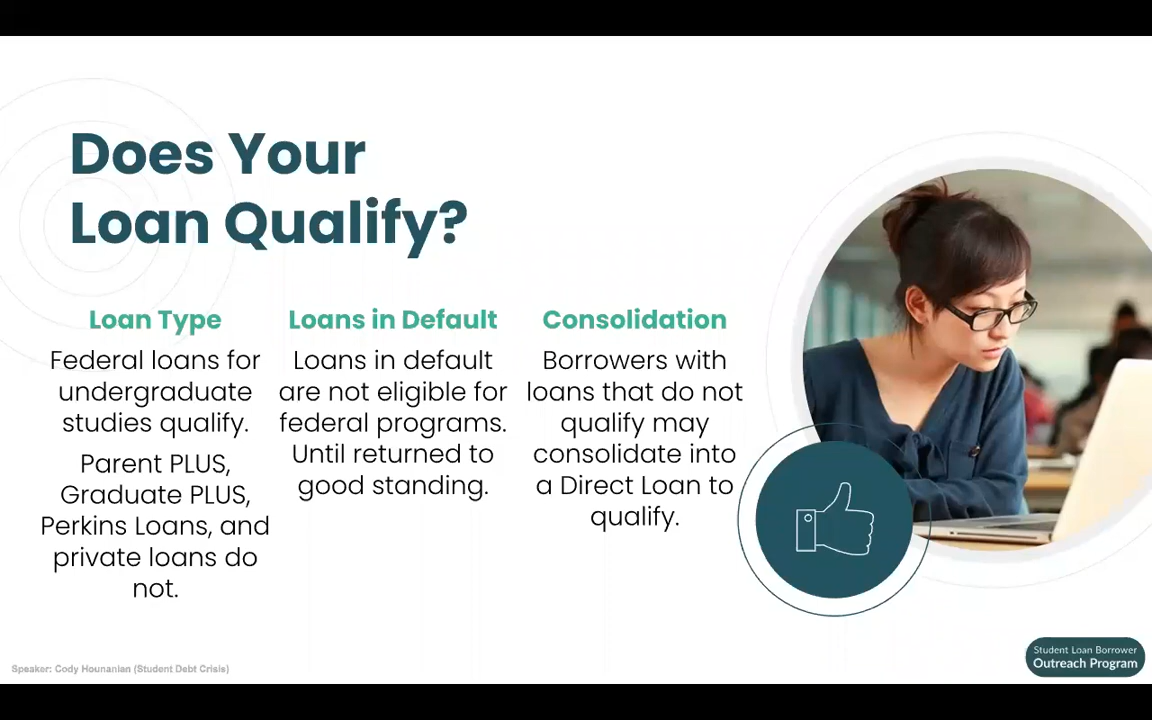 Does Your
Loan Qualify?
Loan Type
Federal loans for
undergraduate
studies qualify.
Parent PLUS,
Graduate PLUS,
Perkins Loans, and
private loans do
not.
Loans in Default
Loans in default
are not eligible for
federal programs.
Until returned to
good standing.
Consolidation
Borrowers with
loans that do not
qualify may
consolidate into
a Direct Loan to
qualify.
Speaker: Cody Hounanian (Student Debt Crisis)
Student Loan Borrower
Outreach Program